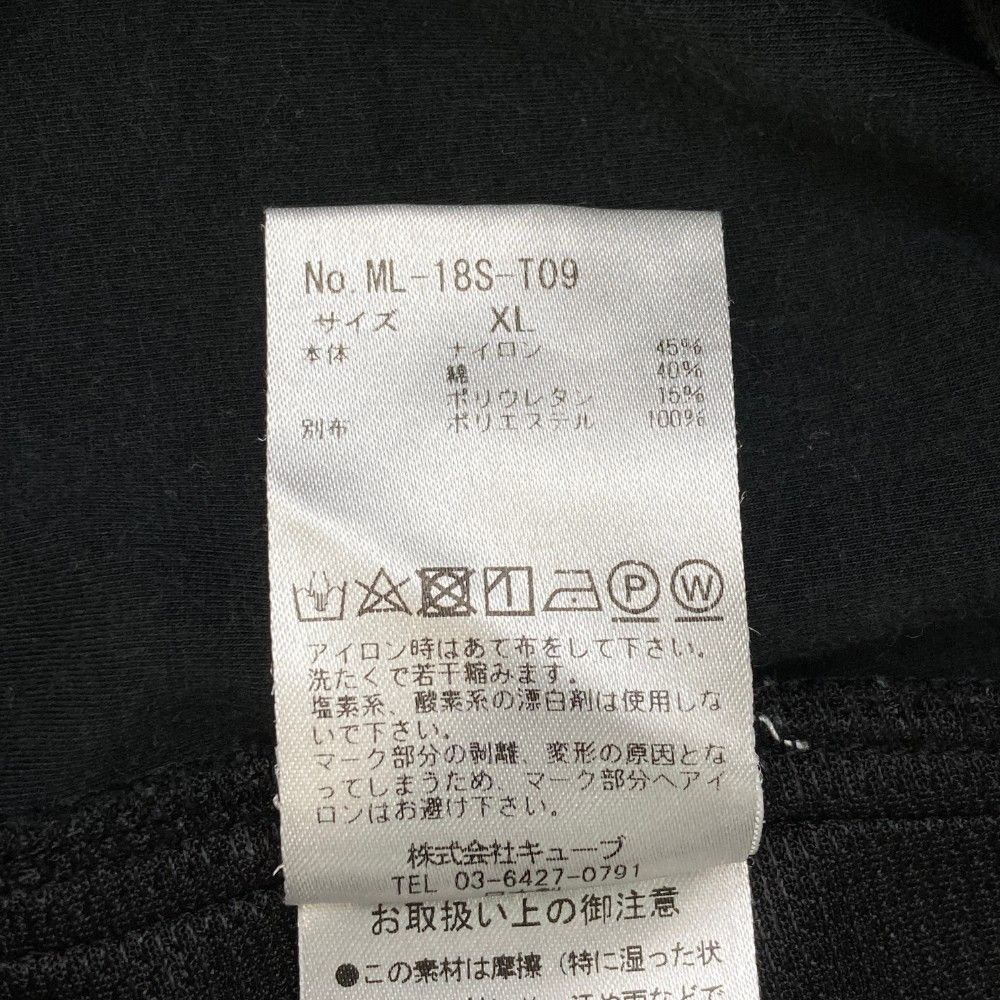 No. ML-18S-T09
サイズ XL
本体 ナイロン 45%
綿 40%
ポリウレタン 15%
別布 ポリエステル 100%
P W
アイロン時はあて布をして下さい。
洗たくで若干縮みます。
塩素系、酸素系の漂白剤は使用しな
いで下さい。
マーク部分の剥離、変形の原因とな
ってしまうため、マーク部分へアイ
ロンはお避け下さい。
株式会社キューブ
TEL 03-6427-0791
お取扱い上の御注意
●この素材は摩擦（特に湿った状